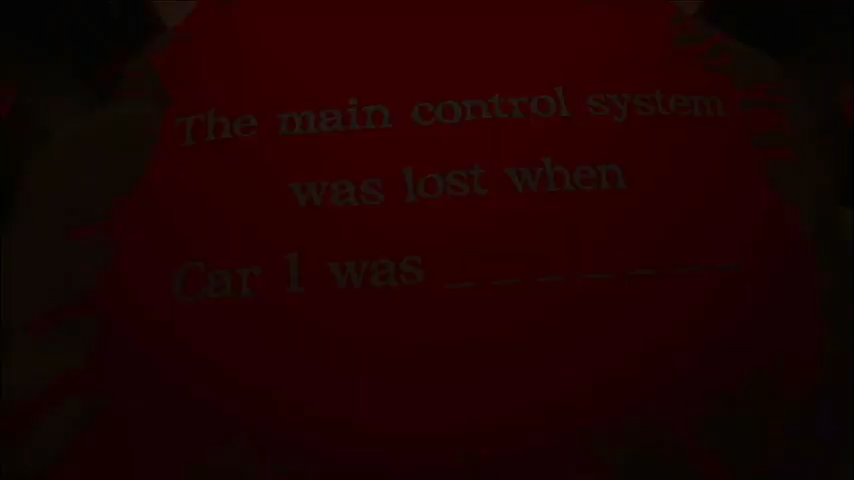 The main control system
was lost when
Car 1 was _ _ _ _ _ _ _